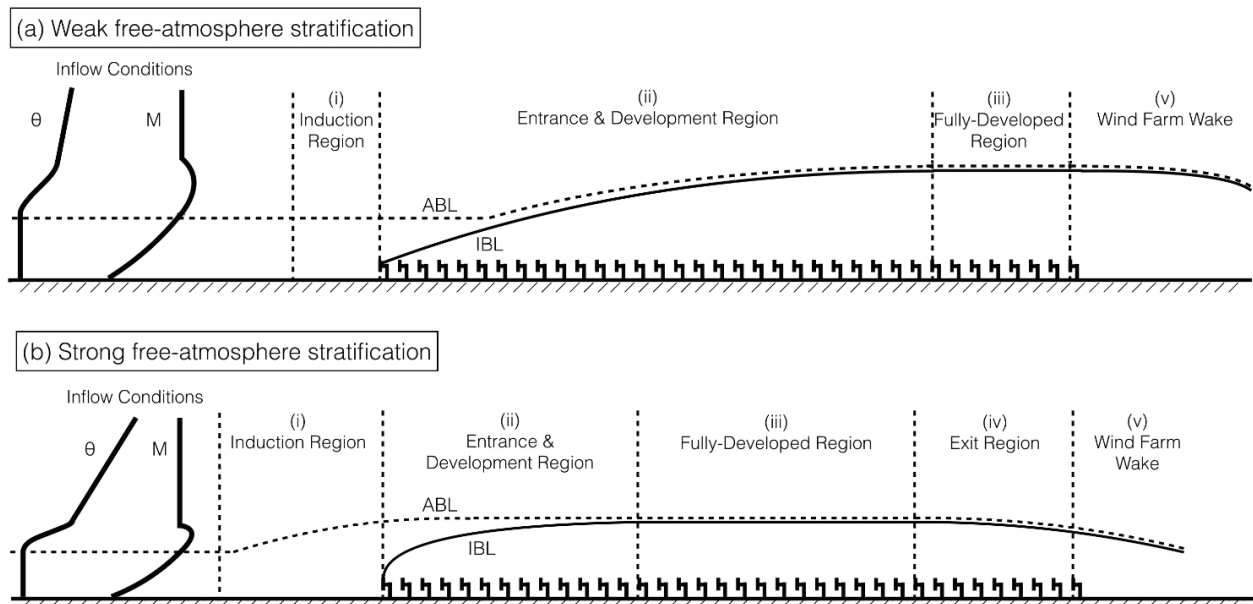 (a) Weak free-atmosphere stratification
Inflow Conditions
θ
M
(i)
Induction
Region
(ii)
Entrance & Development Region
(iii)
Fully-Developed
Region
(v)
Wind Farm Wake
ABL
IBL
(b) Strong free-atmosphere stratification
Inflow Conditions
θ
M
(i)
Induction Region
(ii)
Entrance &
Development Region
(iii)
Fully-Developed Region
(iv)
Exit Region
(v)
Wind Farm
Wake
ABL
IBL